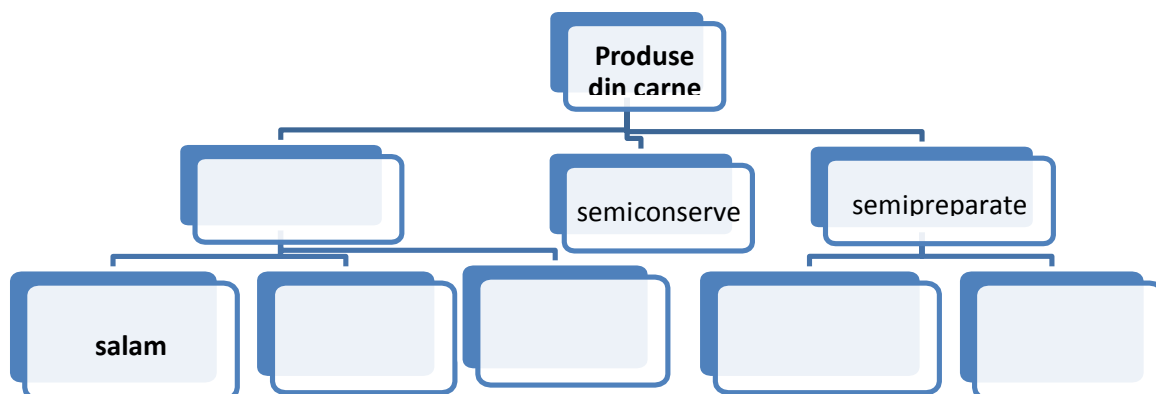 Produse
din carne
semiconserve
semipreparate
salam